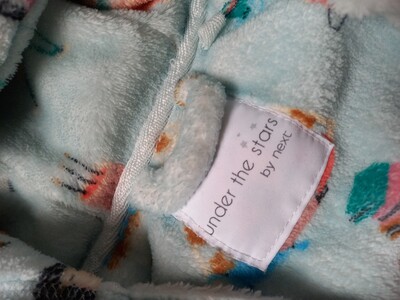 under the stars
by next